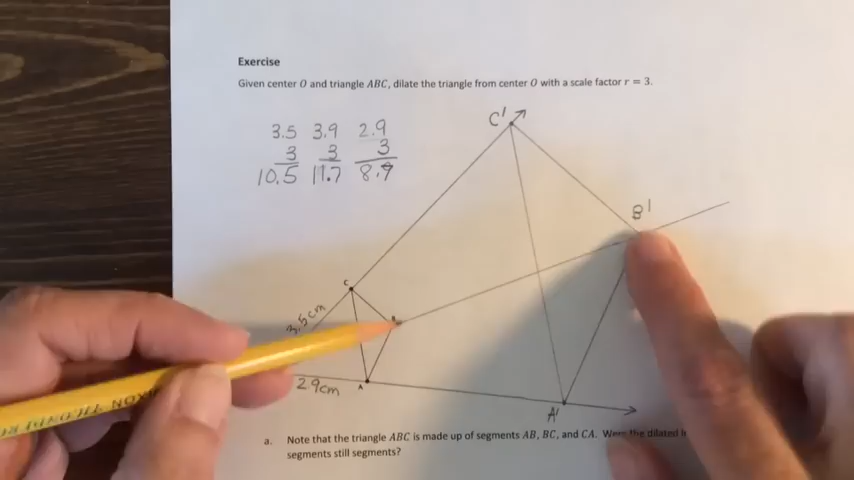 Exercise
Given center O and triangle ABC, dilate the triangle from center O with a scale factor r = 3.
3.5 3.9 2.9
3 3 3
10.5 11.7 8.9
C'
B'
C
3.5cm
2.9cm
A
A'
a. Note that the triangle ABC is made up of segments AB, BC, and CA. Were the dilated
segments still segments?